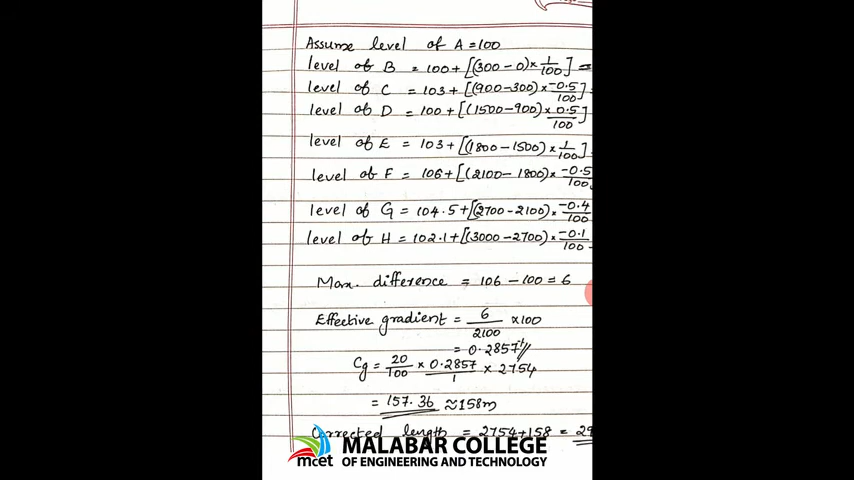 Assume level of A = 100
level of B = 100 + [(300 - 0) × 1/100] =
level of C = 103 + [(900 - 300) × -0.5/100]
level of D = 100 + [(1500 - 900) × 0.5/100]
level of E = 103 + [(1800 - 1500) × 1/100]
level of F = 106 + [(2100 - 1800) × -0.5/100
level of G = 104.5 + [(2700 - 2100) × -0.4/100
level of H = 102.1 + [(3000 - 2700) × -0.1/100
Max. difference = 106 - 100 = 6
Effective gradient = 6/2100 × 100
= 0.2857%
Cg = 20/100 × 0.2857/1 × 2754
= 157.36 ≈ 158m
Corrected length = 2754 + 158 = 29
mcet
MALABAR COLLEGE
OF ENGINEERING AND TECHNOLOGY